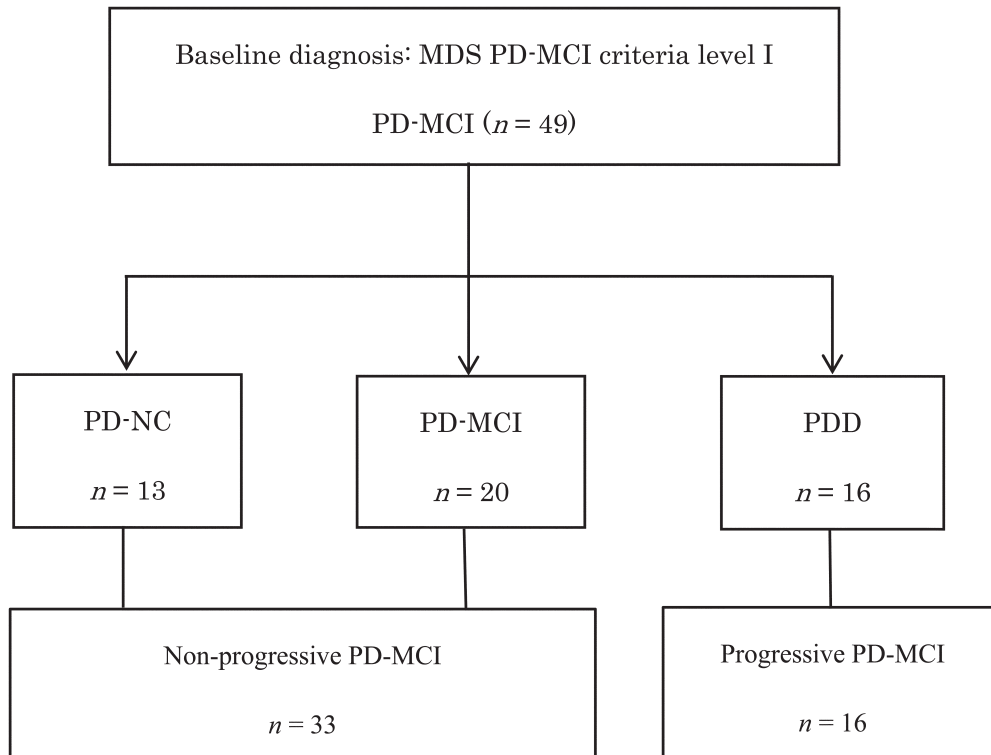 Baseline diagnosis: MDS PD-MCI criteria level I
PD-MCI (n = 49)
PD-NC
n = 13
PD-MCI
n = 20
PDD
n = 16
Non-progressive PD-MCI
n = 33
Progressive PD-MCI
n = 16